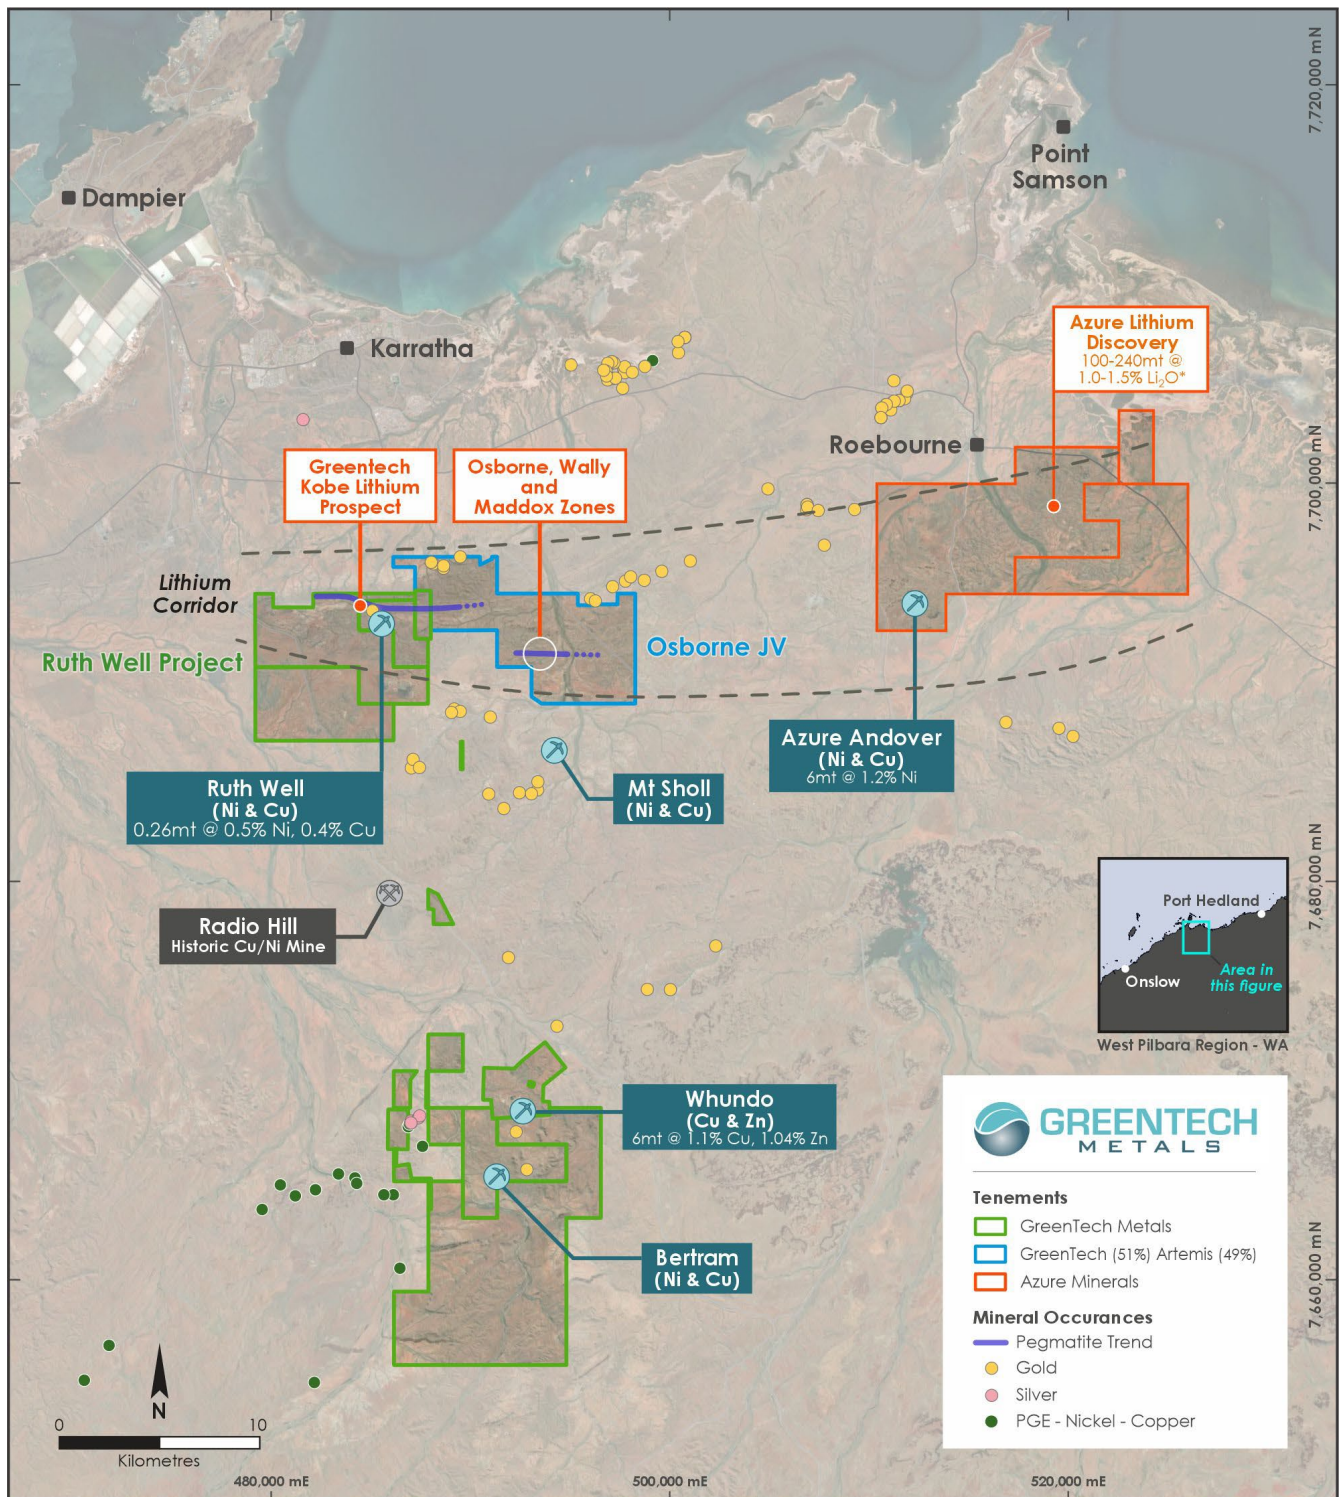 7,720,000 mN
Point
Samson
Dampier
Karratha
Azure Lithium
Discovery
100-240mt @
1.0-1.5% Li₂O*
Roebourne
7,700,000 mN
Greentech
Kobe Lithium
Prospect
Osborne, Wally
and
Maddox Zones
Lithium
Corridor
Ruth Well Project
Osborne JV
Azure Andover
(Ni & Cu)
6mt @ 1.2% Ni
Ruth Well
(Ni & Cu)
0.26mt @ 0.5% Ni, 0.4% Cu
Mt Sholl
(Ni & Cu)
7,680,000 mN
Radio Hill
Historic Cu/Ni Mine
Port Hedland
Onslow
Area in
this figure
West Pilbara Region - WA
Whundo
(Cu & Zn)
6mt @ 1.1% Cu, 1.04% Zn
Bertram
(Ni & Cu)
GREENTECH
METALS
Tenements
GreenTech Metals
GreenTech (51%) Artemis (49%)
Azure Minerals
Mineral Occurances
Pegmatite Trend
Gold
Silver
PGE - Nickel - Copper
7,660,000 mN
N
0 10
Kilometres
480,000 mE
500,000 mE
520,000 mE